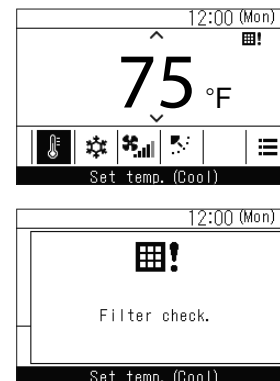 12:00 (Mon)
75 °F
Set temp. (Cool)
12:00 (Mon)
Filter check.
Set temp. (Cool)